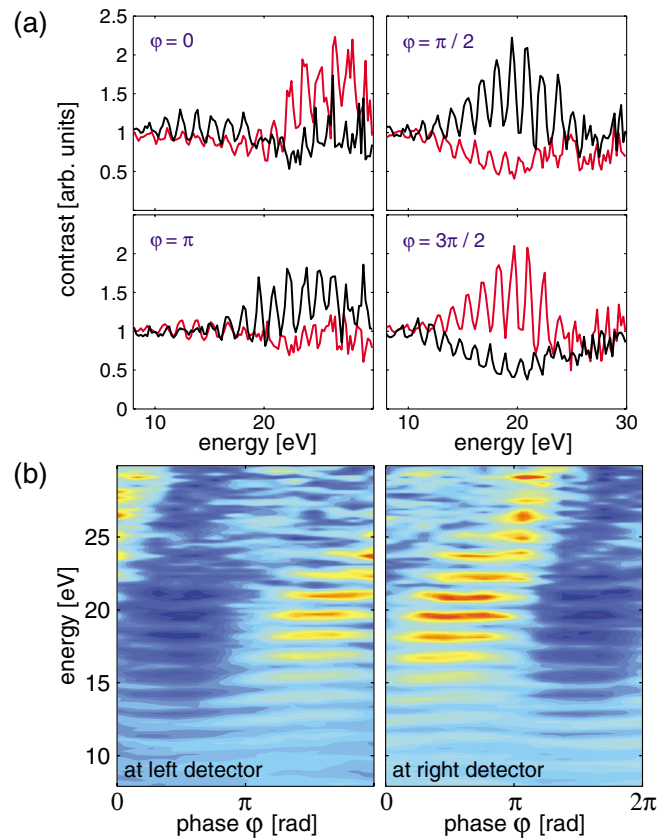 (a)
contrast [arb. units]
2.5
2
1.5
1
0.5
φ = 0
φ = π / 2
2
1.5
1
0.5
0
φ = π
φ = 3π / 2
10 20 10 20 30
energy [eV] energy [eV]
(b)
energy [eV]
25
20
15
10
at left detector
at right detector
0 π 0 π 2π
phase φ [rad] phase φ [rad]